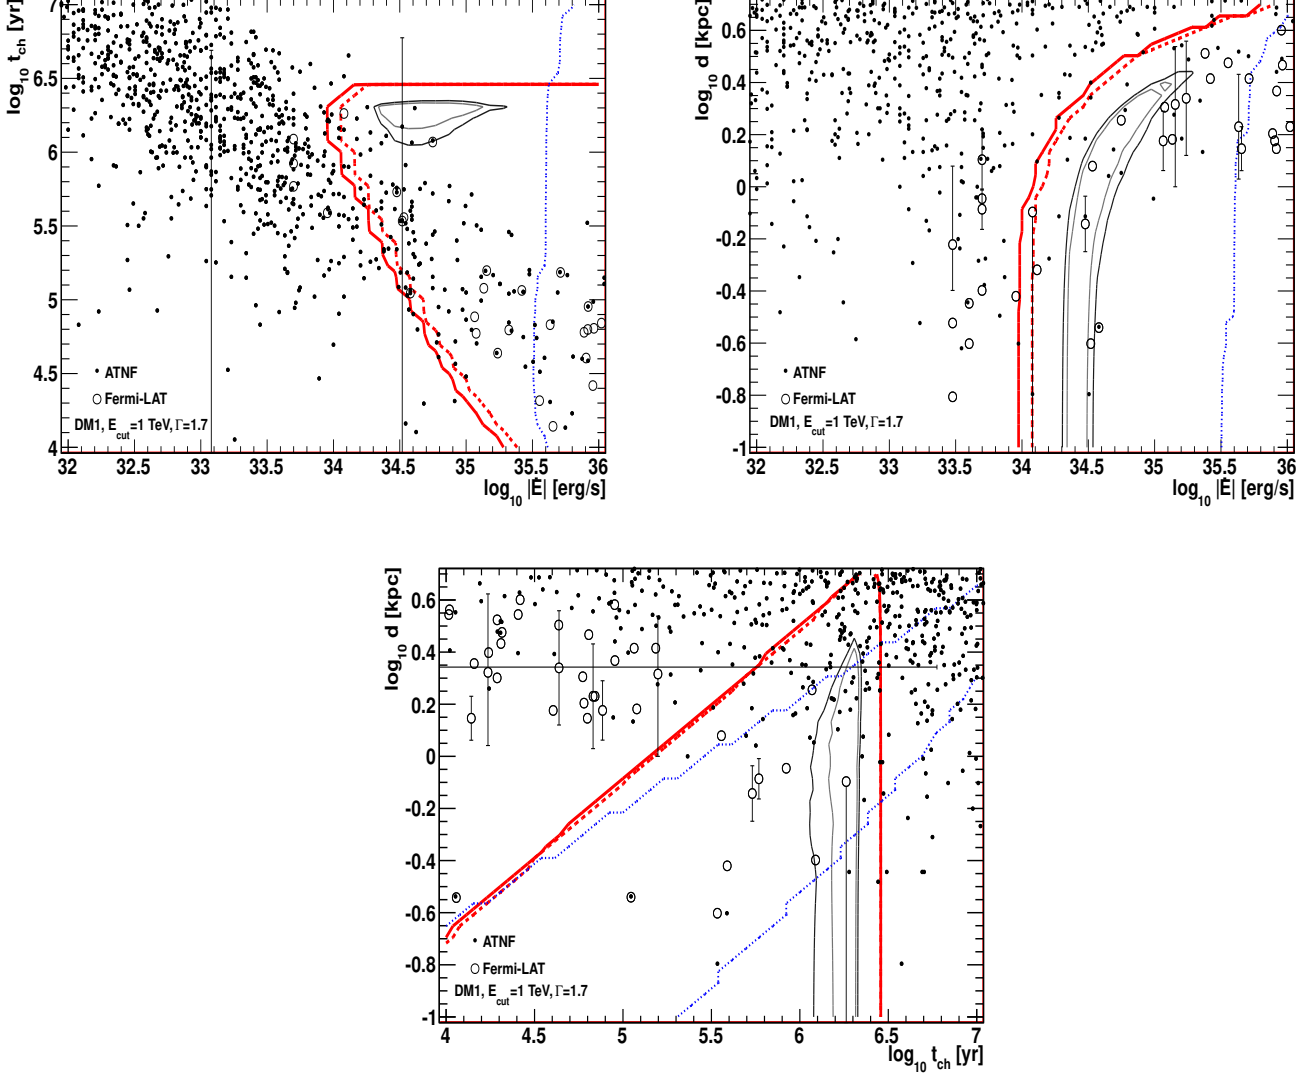 log10 tch [yr]
7
6.5
6
5.5
5
4.5
4
ATNF
Fermi-LAT
DM1, Ecut=1 TeV, Γ=1.7
32 32.5 33 33.5 34 34.5 35 35.5 36
log10 |Ė| [erg/s]
log10 d [kpc]
0.6
0.4
0.2
0
-0.2
-0.4
-0.6
-0.8
-1
ATNF
Fermi-LAT
DM1, Ecut=1 TeV, Γ=1.7
32 32.5 33 33.5 34 34.5 35 35.5 36
log10 |Ė| [erg/s]
log10 d [kpc]
0.6
0.4
0.2
0
-0.2
-0.4
-0.6
-0.8
-1
ATNF
Fermi-LAT
DM1, Ecut=1 TeV, Γ=1.7
4 4.5 5 5.5 6 6.5 7
log10 tch [yr]